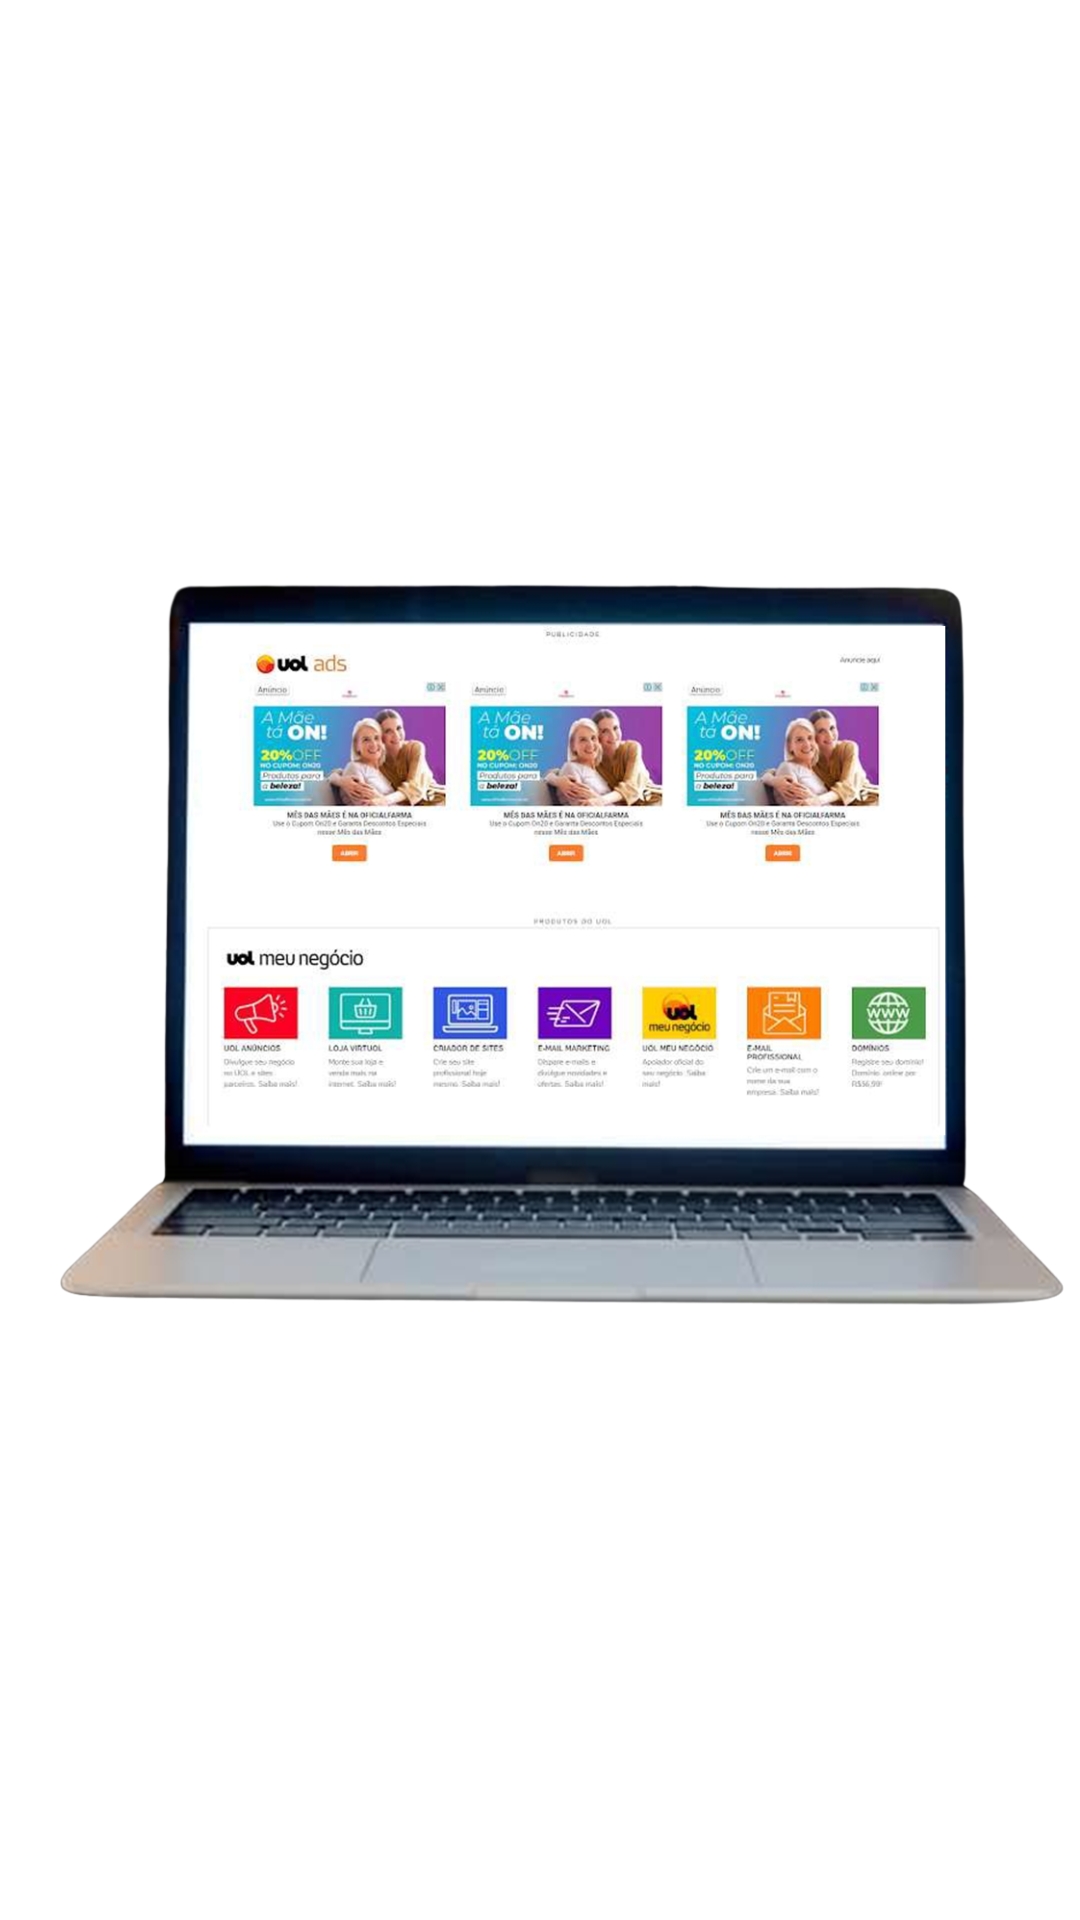 PUBLICIDADE
uol ads
Anuncie aqui
Anúncio
A Mãe
tá ON!
20%OFF
NO CUPOM: ON20
Produtos para
a beleza!
MÊS DAS MÃES É NA OFICIALFARMA
Use o Cupom On20 e Garanta Descontos Especiais
nesse Mês das Mães
ABRIR
Anúncio
A Mãe
tá ON!
20%OFF
NO CUPOM: ON20
Produtos para
a beleza!
MÊS DAS MÃES É NA OFICIALFARMA
Use o Cupom On20 e Garanta Descontos Especiais
nesse Mês das Mães
ABRIR
Anúncio
A Mãe
tá ON!
20%OFF
NO CUPOM: ON20
Produtos para
a beleza!
MÊS DAS MÃES É NA OFICIALFARMA
Use o Cupom On20 e Garanta Descontos Especiais
nesse Mês das Mães
ABRIR
PRODUTOS DO UOL
uol meu negócio
UOL ANÚNCIOS
Divulgue seu negócio
no UOL e sites
parceiros. Saiba mais!
LOJA VIRTUOL
Monte sua loja e
venda mais na
internet. Saiba mais!
CRIADOR DE SITES
Crie seu site
profissional hoje
mesmo. Saiba mais!
E-MAIL MARKETING
Dispare e-mails e
divulgue novidades e
ofertas. Saiba mais!
uol
meu negócio
UOL MEU NEGÓCIO
Apoiador oficial do
seu negócio. Saiba
mais!
E-MAIL
PROFISSIONAL
Crie um e-mail com o
nome da sua
empresa. Saiba mais!
WWW
DOMÍNIOS
Registre seu domínio!
Domínio .online por